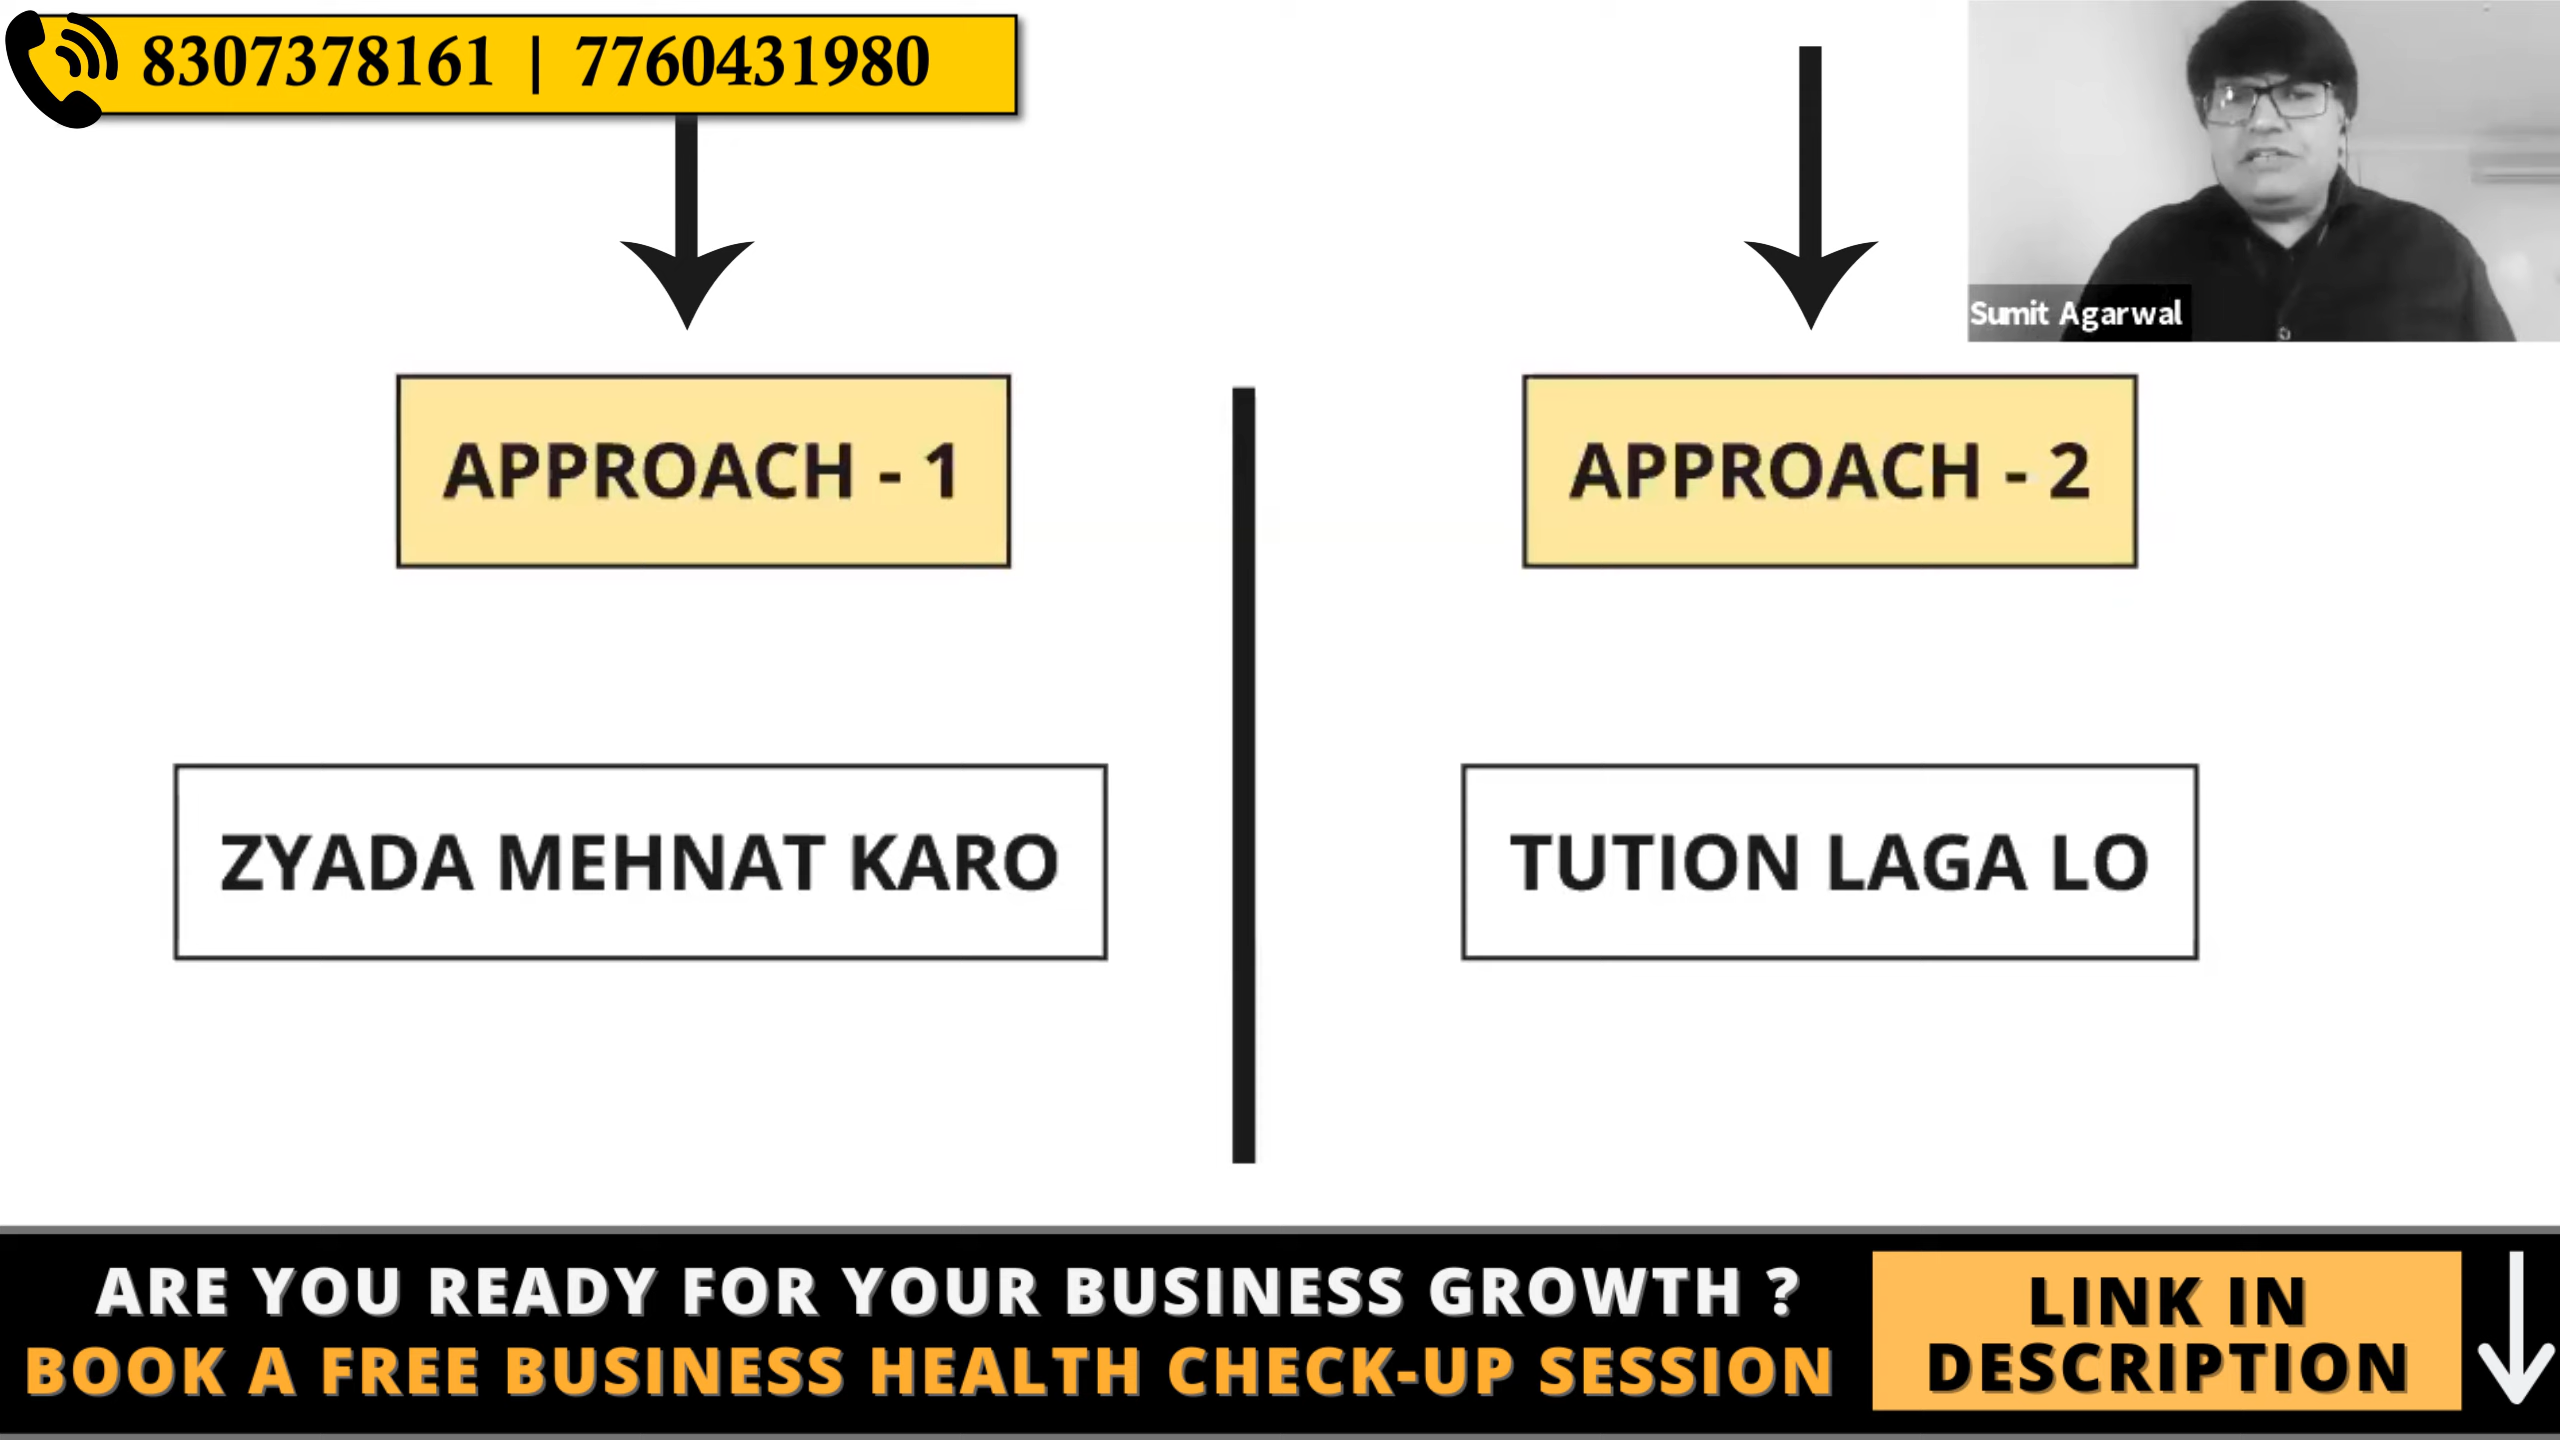 8307378161 | 7760431980
Sumit Agarwal
APPROACH - 1
APPROACH - 2
ZYADA MEHNAT KARO
TUTION LAGA LO
ARE YOU READY FOR YOUR BUSINESS GROWTH ?
BOOK A FREE BUSINESS HEALTH CHECK-UP SESSION
LINK IN
DESCRIPTION